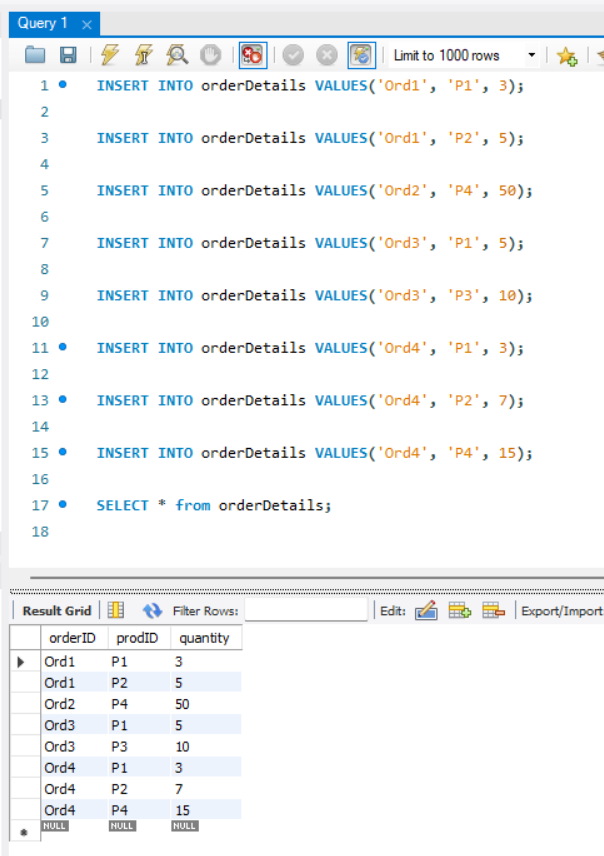 Query 1 ×
Limit to 1000 rows
1 INSERT INTO orderDetails VALUES('Ord1', 'P1', 3);
2
3 INSERT INTO orderDetails VALUES('Ord1', 'P2', 5);
4
5 INSERT INTO orderDetails VALUES('Ord2', 'P4', 50);
6
7 INSERT INTO orderDetails VALUES('Ord3', 'P1', 5);
8
9 INSERT INTO orderDetails VALUES('Ord3', 'P3', 10);
10
11 INSERT INTO orderDetails VALUES('Ord4', 'P1', 3);
12
13 INSERT INTO orderDetails VALUES('Ord4', 'P2', 7);
14
15 INSERT INTO orderDetails VALUES('Ord4', 'P4', 15);
16
17 SELECT * from orderDetails;
18
Result Grid Filter Rows: Edit: Export/Import
orderID prodID quantity
Ord1 P1 3
Ord1 P2 5
Ord2 P4 50
Ord3 P1 5
Ord3 P3 10
Ord4 P1 3
Ord4 P2 7
Ord4 P4 15
NULL NULL NULL